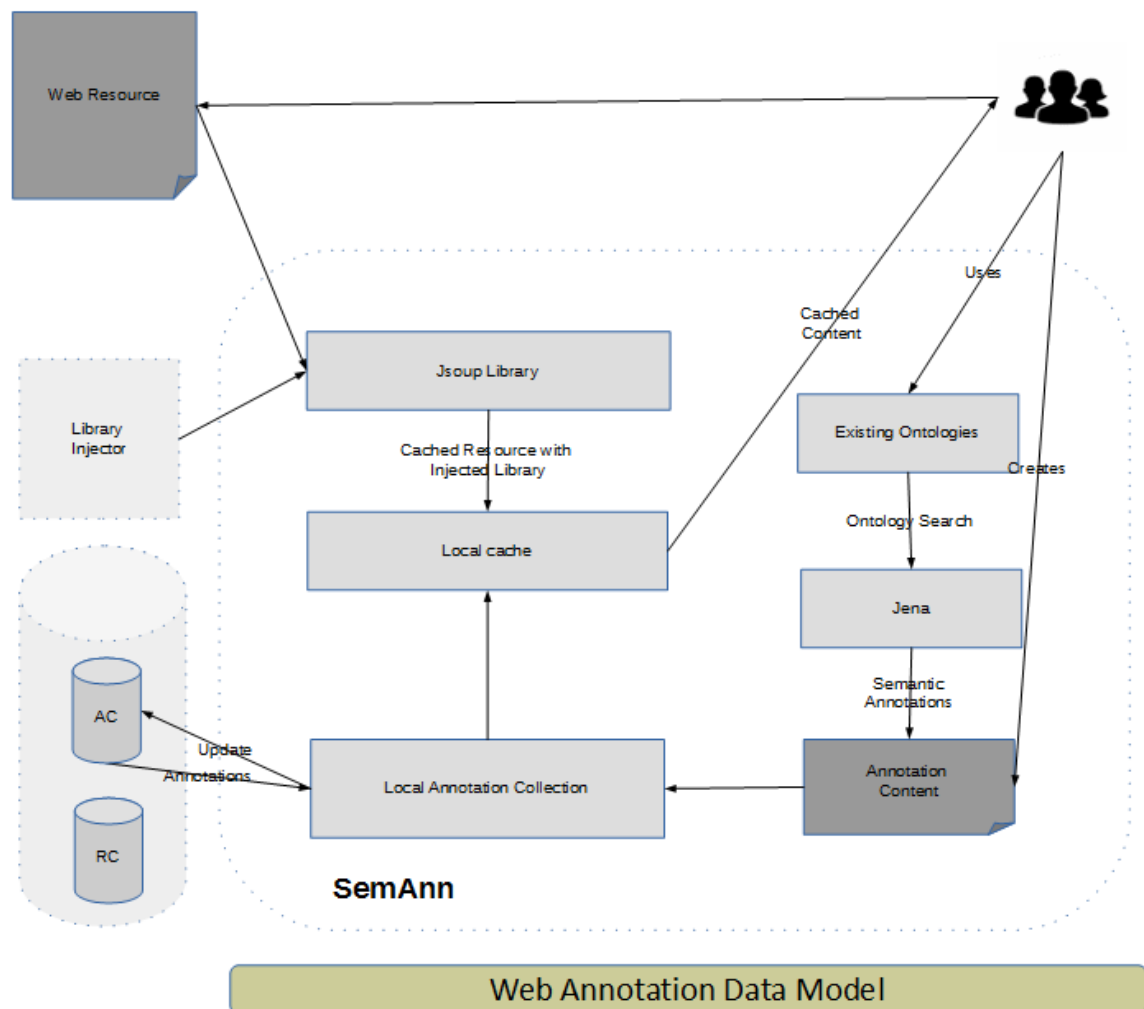 Web Resource
Uses
Cached
Content
Jsoup Library
Library
Injector
Existing Ontologies
Cached Resource with
Injected Library
Creates
Ontology Search
Local cache
Jena
Semantic
Annotations
AC
Update
Annotations
Local Annotation Collection
Annotation
Content
RC
SemAnn
Web Annotation Data Model